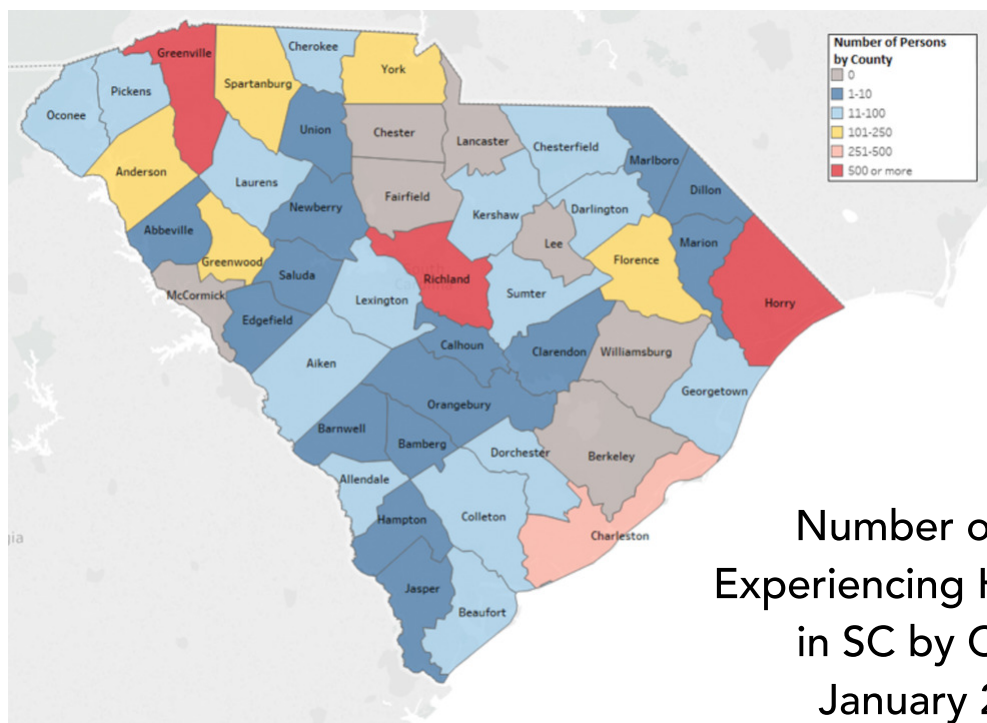 Number of Persons
by County
0
1-10
11-100
101-250
251-500
500 or more
Greenville
Cherokee
York
Spartanburg
Pickens
Oconee
Union
Chester
Lancaster
Chesterfield
Marlboro
Anderson
Laurens
Dillon
Fairfield
Newberry
Kershaw
Darlington
Abbeville
Lee
Marion
Greenwood
Florence
Saluda
Richland
McCormick
Lexington
Sumter
Horry
Edgefield
Calhoun
Clarendon
Williamsburg
Aiken
Georgetown
Orangebury
Barnwell
Bamberg
Dorchester
Berkeley
Allendale
Colleton
Hampton
Charleston
gia
Jasper
Beaufort
Number o
Experiencing H
in SC by C
January 2